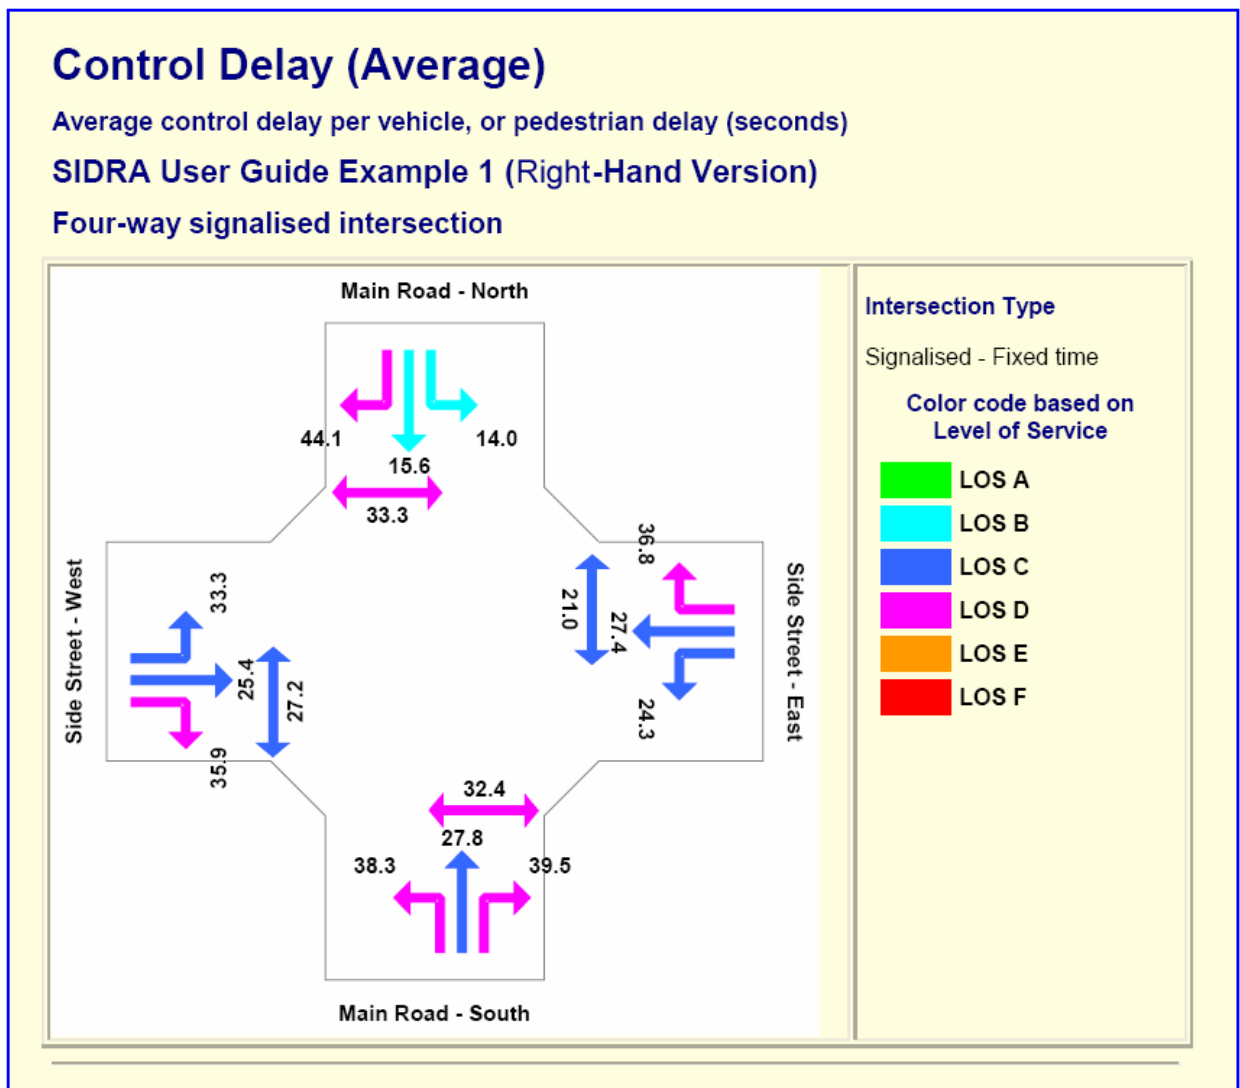 Control Delay (Average)
Average control delay per vehicle, or pedestrian delay (seconds)
SIDRA User Guide Example 1 (Right-Hand Version)
Four-way signalised intersection
Main Road - North
44.1
14.0
15.6
33.3
Side Street - West
33.3
25.4
27.2
35.9
36.8
21.0
27.4
24.3
Side Street - East
32.4
27.8
38.3
39.5
Main Road - South
Intersection Type
Signalised - Fixed time
Color code based on
Level of Service
LOS A
LOS B
LOS C
LOS D
LOS E
LOS F